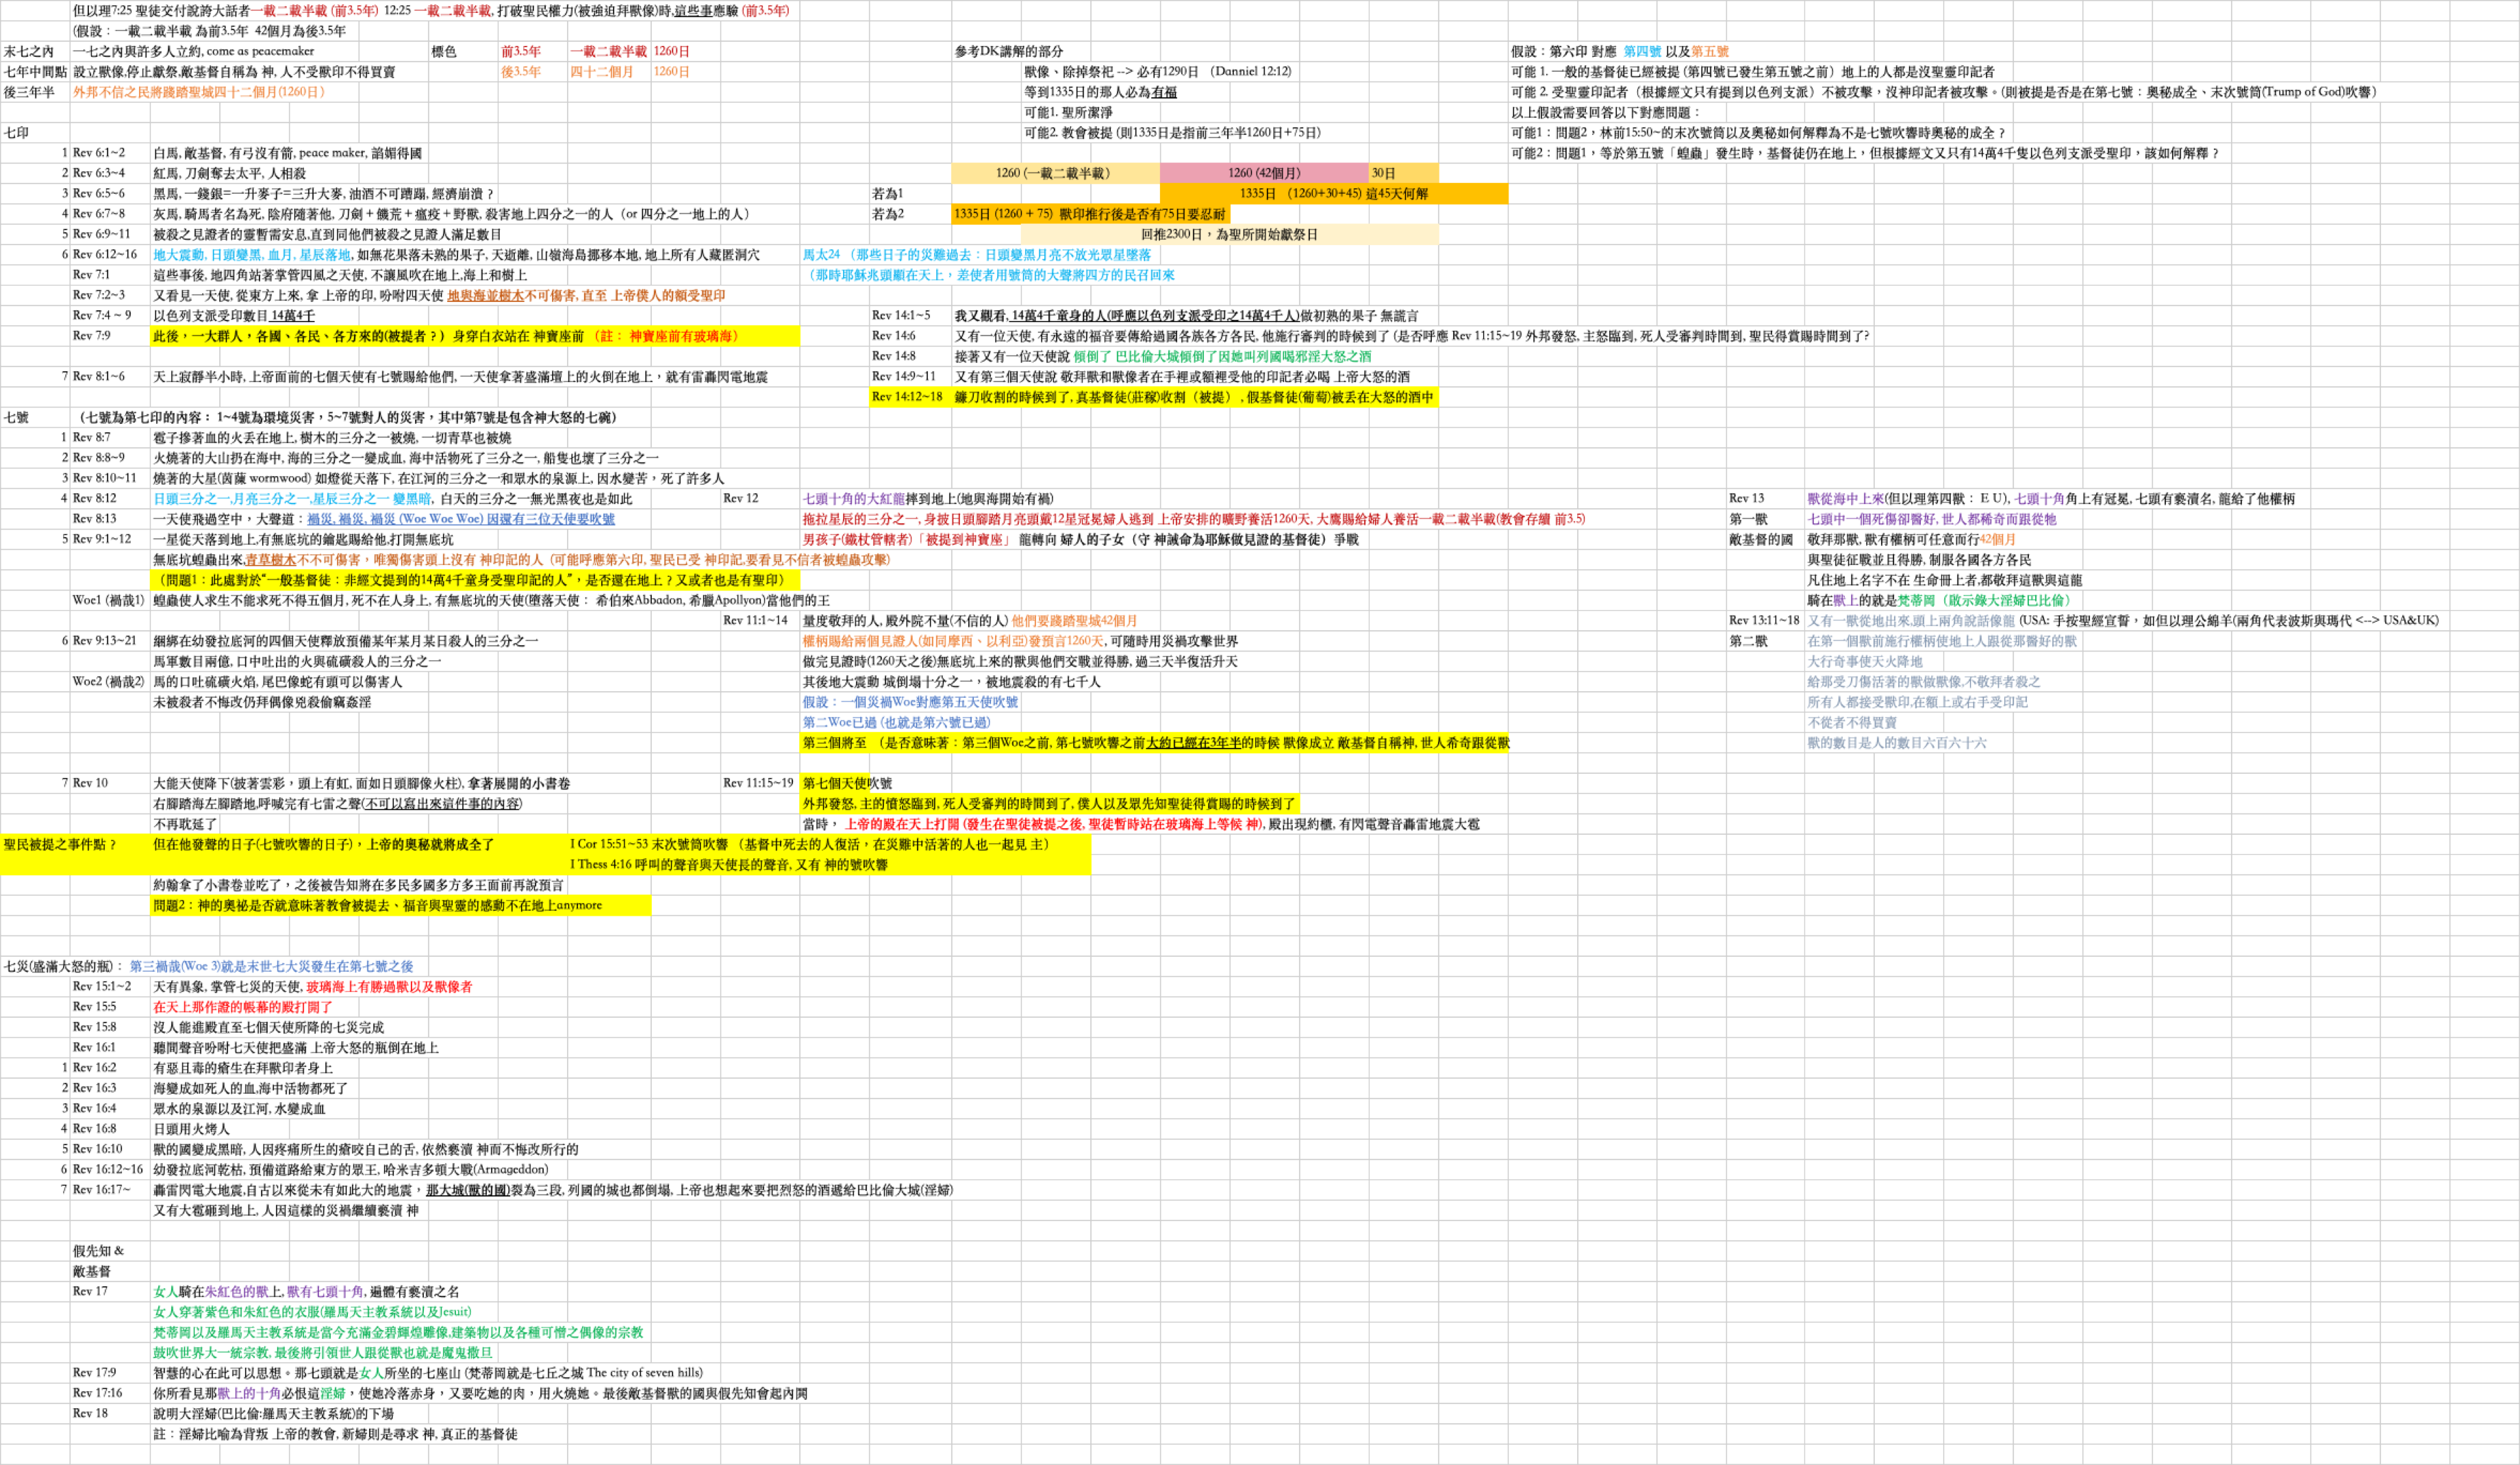 但以理7:25 聖徒交付說誇大話者一載二載半載 (前3.5年) 12:25 一載二載半載, 打破聖民權力(被強迫拜獸像)時,這些事應驗 (前3.5年)
(假設：一載二載半載 為前3.5年 42個月為後3.5年
末七之內 一七之內與許多人立約, come as peacemaker 標色 前3.5年 一載二載半載 1260日 參考DK講解的部分 假設：第六印 對應 第四號 以及第五號
七年中間點 設立獸像,停止獻祭,敵基督自稱為 神, 人不受獸印不得買賣 後3.5年 四十二個月 1260日 獸像、除掉祭祀 --> 必有1290日 （Danniel 12:12) 可能 1. 一般的基督徒已經被提 (第四號已發生第五號之前）地上的人都是沒聖靈印記者
後三年半 外邦不信之民將踐踏聖城四十二個月(1260日） 等到1335日的那人必為有福 可能 2. 受聖靈印記者（根據經文只有提到以色列支派）不被攻擊，沒神印記者被攻擊。(則被提是否是在第七號：奧秘成全、末次號筒(Trump of God)吹響）
可能1. 聖所潔淨 以上假設需要回答以下對應問題：
七印 可能2. 教會被提 (則1335日是指前三年半1260日+75日) 可能1：問題2，林前15:50~的末次號筒以及奧秘如何解釋為不是七號吹響時奧秘的成全？
1 Rev 6:1~2 白馬, 敵基督, 有弓沒有箭, peace maker, 諂媚得國 可能2：問題1，等於第五號「蝗蟲」發生時，基督徒仍在地上，但根據經文又只有14萬4千隻以色列支派受聖印，該如何解釋？
2 Rev 6:3~4 紅馬, 刀劍奪去太平, 人相殺 1260 (一載二載半載） 1260 (42個月） 30日
3 Rev 6:5~6 黑馬, 一錢銀=一升麥子=三升大麥, 油酒不可蹧蹋, 經濟崩潰？ 若為1 1335日 （1260+30+45) 這45天何解
4 Rev 6:7~8 灰馬, 騎馬者名為死, 陰府隨著他, 刀劍 + 饑荒 + 瘟疫 + 野獸, 殺害地上四分之一的人（or 四分之一地上的人） 若為2 1335日 (1260 + 75) 獸印推行後是否有75日要忍耐
5 Rev 6:9~11 被殺之見證者的靈暫需安息,直到同他們被殺之見證人滿足數目 回推2300日，為聖所開始獻祭日
6 Rev 6:12~16 地大震動, 日頭變黑, 血月, 星辰落地, 如無花果落未熟的果子, 天逝離, 山嶺海島挪移本地, 地上所有人藏匿洞穴 馬太24 （那些日子的災難過去：日頭變黑月亮不放光眾星墜落
Rev 7:1 這些事後, 地四角站著掌管四風之天使, 不讓風吹在地上,海上和樹上 （那時耶穌兆頭顯在天上，差使者用號筒的大聲將四方的民召回來
Rev 7:2~3 又看見一天使, 從東方上來, 拿 上帝的印, 吩咐四天使 地與海並樹木不可傷害, 直至 上帝僕人的額受聖印
Rev 7:4 ~ 9 以色列支派受印數目 14萬4千 Rev 14:1~5 我又觀看, 14萬4千童身的人(呼應以色列支派受印之14萬4千人)做初熟的果子 無謊言
Rev 7:9 此後，一大群人，各國、各民、各方來的(被提者？) 身穿白衣站在 神寶座前 （註： 神寶座前有玻璃海） Rev 14:6 又有一位天使, 有永遠的福音要傳給過國各族各方各民, 他施行審判的時候到了 (是否呼應 Rev 11:15~19 外邦發怒, 主怒臨到, 死人受審判時間到, 聖民得賞賜時間到了?
Rev 14:8 接著又有一位天使說 傾倒了 巴比倫大城傾倒了因她叫列國喝邪淫大怒之酒
7 Rev 8:1~6 天上寂靜半小時, 上帝面前的七個天使有七號賜給他們, 一天使拿著盛滿壇上的火倒在地上，就有雷轟閃電地震 Rev 14:9~11 又有第三個天使說 敬拜獸和獸像者在手裡或額裡受他的印記者必喝 上帝大怒的酒
Rev 14:12~18 鐮刀收割的時候到了, 真基督徒(莊稼)收割（被提）, 假基督徒(葡萄)被丟在大怒的酒中
七號 （七號為第七印的內容： 1~4號為環境災害，5~7號對人的災害，其中第7號是包含神大怒的七碗）
1 Rev 8:7 雹子摻著血的火丟在地上, 樹木的三分之一被燒, 一切青草也被燒
2 Rev 8:8~9 火燒著的大山扔在海中, 海的三分之一變成血, 海中活物死了三分之一, 船隻也壞了三分之一
3 Rev 8:10~11 燒著的大星(茵蔯 wormwood) 如燈從天落下, 在江河的三分之一和眾水的泉源上, 因水變苦，死了許多人
4 Rev 8:12 日頭三分之一,月亮三分之一,星辰三分之一 變黑暗, 白天的三分之一無光黑夜也是如此 Rev 12 七頭十角的大紅龍摔到地上(地與海開始有禍) Rev 13 獸從海中上來(但以理第四獸： E U), 七頭十角角上有冠冕, 七頭有褻瀆名, 龍給了他權柄
Rev 8:13 一天使飛過空中，大聲道：禍災, 禍災, 禍災 (Woe Woe Woe) 因還有三位天使要吹號 拖拉星辰的三分之一, 身披日頭腳踏月亮頭戴12星冠冕婦人逃到 上帝安排的曠野養活1260天, 大鷹賜給婦人養活一載二載半載(教會存續 前3.5) 第一獸 七頭中一個死傷卻醫好, 世人都稀奇而跟從牠
5 Rev 9:1~12 一星從天落到地上,有無底坑的鑰匙賜給他,打開無底坑 男孩子(鐵杖管轄者)「被提到神寶座」 龍轉向 婦人的子女（守 神誡命為耶穌做見證的基督徒）爭戰 敵基督的國 敬拜那獸, 獸有權柄可任意而行42個月
無底坑蝗蟲出來,青草樹木不不可傷害，唯獨傷害頭上沒有 神印記的人 (可能呼應第六印, 聖民已受 神印記,要看見不信者被蝗蟲攻擊） 與聖徒征戰並且得勝, 制服各國各方各民
（問題1：此處對於“一般基督徒：非經文提到的14萬4千童身受聖印記的人”，是否還在地上？又或者也是有聖印） 凡住地上名字不在 生命冊上者,都敬拜這獸與這龍
Woe1 (禍哉1) 蝗蟲使人求生不能求死不得五個月, 死不在人身上, 有無底坑的天使(墮落天使： 希伯來Abbadon, 希臘Apollyon)當他們的王 騎在獸上的就是梵蒂岡（啟示錄大淫婦巴比倫）
Rev 11:1~14 量度敬拜的人, 殿外院不量(不信的人) 他們要踐踏聖城42個月 Rev 13:11~18 又有一獸從地出來,頭上兩角說話像龍 (USA: 手按聖經宣誓，如但以理公綿羊(兩角代表波斯與瑪代 <--> USA&UK)
6 Rev 9:13~21 綑綁在幼發拉底河的四個天使釋放預備某年某月某日殺人的三分之一 權柄賜給兩個見證人(如同摩西、以利亞)發預言1260天, 可隨時用災禍攻擊世界 第二獸 在第一個獸前施行權柄使地上人跟從那醫好的獸
馬軍數目兩億, 口中吐出的火與硫磺殺人的三分之一 做完見證時(1260天之後)無底坑上來的獸與他們交戰並得勝, 過三天半復活升天 大行奇事使天火降地
Woe2 (禍哉2) 馬的口吐硫磺火焰, 尾巴像蛇有頭可以傷害人 其後地大震動 城倒塌十分之一，被地震殺的有七千人 給那受刀傷活著的獸做獸像,不敬拜者殺之
未被殺者不悔改仍拜偶像兇殺偷竊姦淫 假設：一個災禍Woe對應第五天使吹號 所有人都接受獸印,在額上或右手受印記
第二Woe已過 (也就是第六號已過) 不從者不得買賣
第三個將至 （是否意味著：第三個Woe之前, 第七號吹響之前大約已經在3年半的時候 獸像成立 敵基督自稱神, 世人希奇跟從獸 獸的數目是人的數目六百六十六
7 Rev 10 大能天使降下(披著雲彩，頭上有虹, 面如日頭腳像火柱), 拿著展開的小書卷 Rev 11:15~19 第七個天使吹號
右腳踏海左腳踏地,呼喊完有七雷之聲(不可以寫出來這件事的內容) 外邦發怒, 主的憤怒臨到, 死人受審判的時間到了, 僕人以及眾先知聖徒得賞賜的時候到了
不再耽延了 當時， 上帝的殿在天上打開 (發生在聖徒被提之後, 聖徒暫時站在玻璃海上等候 神), 殿出現約櫃, 有閃電聲音轟雷地震大雹
聖民被提之事件點？ 但在他發聲的日子(七號吹響的日子)，上帝的奧秘就將成全了 I Cor 15:51~53 末次號筒吹響 （基督中死去的人復活，在災難中活著的人也一起見 主）
I Thess 4:16 呼叫的聲音與天使長的聲音, 又有 神的號吹響
約翰拿了小書卷並吃了，之後被告知將在多民多國多方多王面前再說預言
問題2：神的奧祕是否就意味著教會被提去、福音與聖靈的感動不在地上anymore
七災(盛滿大怒的瓶)： 第三禍哉(Woe 3)就是末世七大災發生在第七號之後
Rev 15:1~2 天有異象, 掌管七災的天使, 玻璃海上有勝過獸以及獸像者
Rev 15:5 在天上那作證的帳幕的殿打開了
Rev 15:8 沒人能進殿直至七個天使所降的七災完成
Rev 16:1 聽聞聲音吩咐七天使把盛滿 上帝大怒的瓶倒在地上
1 Rev 16:2 有惡且毒的瘡生在拜獸印者身上
2 Rev 16:3 海變成如死人的血,海中活物都死了
3 Rev 16:4 眾水的泉源以及江河, 水變成血
4 Rev 16:8 日頭用火烤人
5 Rev 16:10 獸的國變成黑暗, 人因疼痛所生的瘡咬自己的舌, 依然褻瀆 神而不悔改所行的
6 Rev 16:12~16 幼發拉底河乾枯, 預備道路給東方的眾王, 哈米吉多頓大戰(Armageddon)
7 Rev 16:17~ 轟雷閃電大地震,自古以來從未有如此大的地震，那大城(獸的國)裂為三段, 列國的城也都倒塌, 上帝也想起來要把烈怒的酒遞給巴比倫大城(淫婦)
又有大雹砸到地上, 人因這樣的災禍繼續褻瀆 神
假先知 &
敵基督
Rev 17 女人騎在朱紅色的獸上, 獸有七頭十角, 遍體有褻瀆之名
女人穿著紫色和朱紅色的衣服(羅馬天主教系統以及Jesuit)
梵蒂岡以及羅馬天主教系統是當今充滿金碧輝煌雕像,建築物以及各種可憎之偶像的宗教
鼓吹世界大一統宗教, 最後將引領世人跟從獸也就是魔鬼撒旦
Rev 17:9 智慧的心在此可以思想。那七頭就是女人所坐的七座山 (梵蒂岡就是七丘之城 The city of seven hills)
Rev 17:16 你所看見那獸上的十角必恨這淫婦，使她冷落赤身，又要吃她的肉，用火燒她。最後敵基督獸的國與假先知會起內鬨
Rev 18 說明大淫婦(巴比倫:羅馬天主教系統)的下場
註：淫婦比喻為背叛 上帝的教會, 新婦則是尋求 神, 真正的基督徒